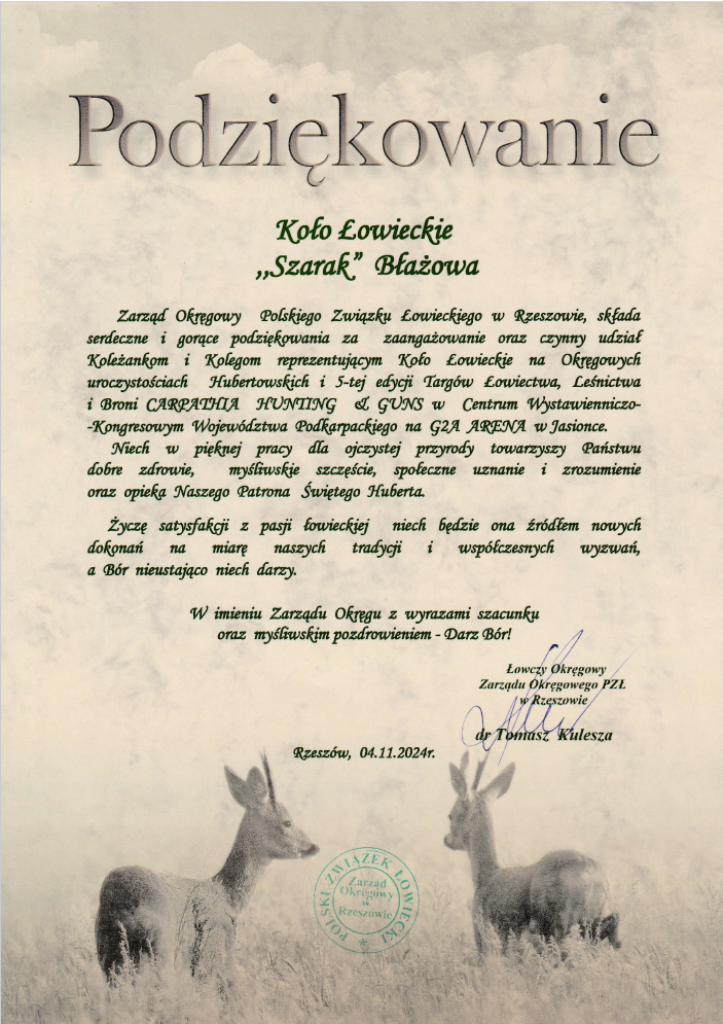 Podziękowanie
Koło Łowieckie
,,Szarak” Błażowa
Zarząd Okręgowy Polskiego Związku Łowieckiego w Rzeszowie, składa
serdeczne i gorące podziękowania za zaangażowanie oraz czynny udział
Koleżankom i Kolegom reprezentującym Koło Łowieckie na Okręgowych
uroczystościach Hubertowskich i 5-tej edycji Targów Łowiectwa, Leśnictwa
i Broni CARPATHIA HUNTING & GUNS w Centrum Wystawienniczo-
-Kongresowym Województwa Podkarpackiego na G2A ARENA w Jasionce.
Niech w pięknej pracy dla ojczystej przyrody towarzyszy Państwu
dobre zdrowie, myśliwskie szczęście, społeczne uznanie i zrozumienie
oraz opieka Naszego Patrona Świętego Huberta.
Życzę satysfakcji z pasji łowieckiej niech będzie ona źródłem nowych
dokonań na miarę naszych tradycji i współczesnych wyzwań,
a Bór nieustająco niech darzy.
W imieniu Zarządu Okręgu z wyrazami szacunku
oraz myśliwskim pozdrowieniem - Darz Bór!
Łowczy Okręgowy
Zarządu Okręgowego PZŁ
w Rzeszowie
dr Tomasz Kulesza
Rzeszów, 04.11.2024r.
POLSKI ZWIĄZEK ŁOWIECKI
Zarząd
Okręgowy
w
Rzeszowie